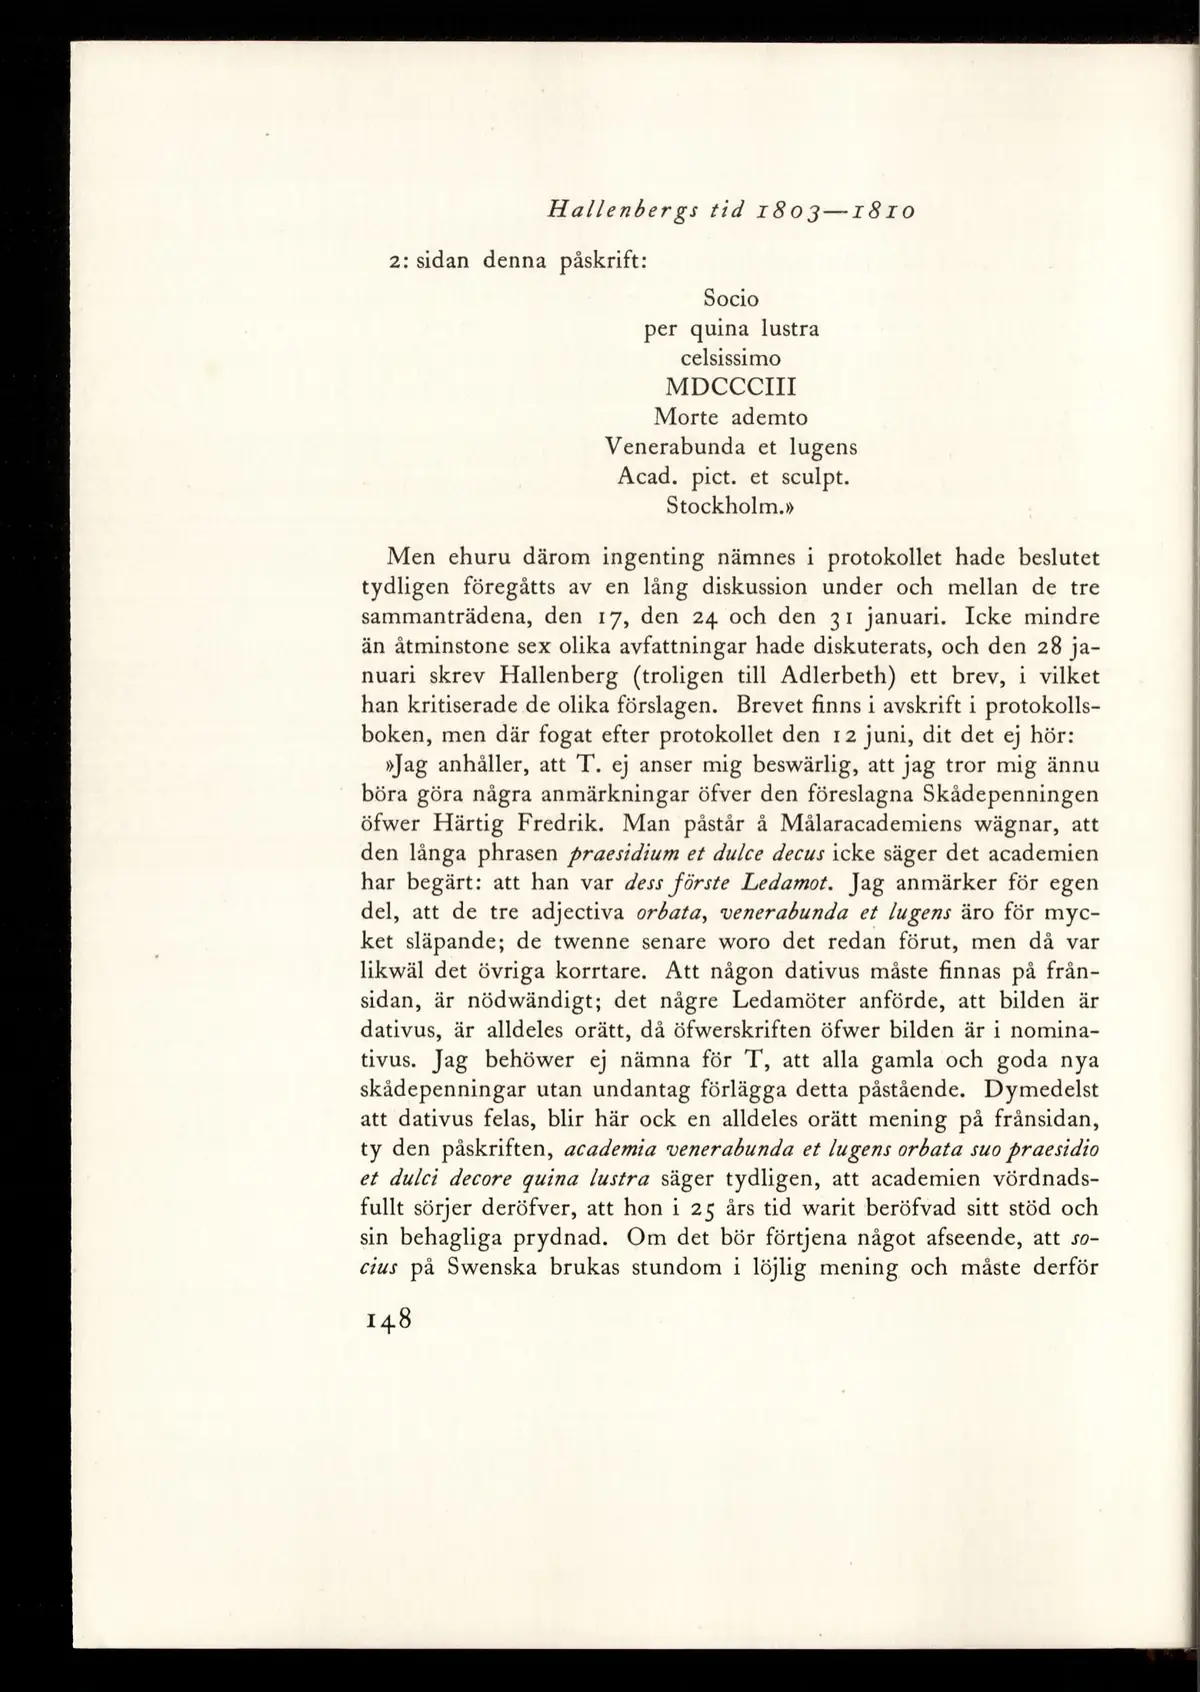 Hallenbergs tid 1803—1810
2: sidan denna påskrift:
Socio
per quina lustra
celsissimo
MDCCCIII
Morte ademto
Venerabunda et lugens
Acad. pict. et sculpt.
Stockholm.»
Men ehuru därom ingenting nämnes i protokollet hade beslutet
tydligen föregåtts av en lång diskussion under och mellan de tre
sammanträdena, den 17, den 24 och den 31 januari. Icke mindre
än åtminstone sex olika avfattningar hade diskuterats, och den 28 ja-
nuari skrev Hallenberg (troligen till Adlerbeth) ett brev, i vilket
han kritiserade de olika förslagen. Brevet finns i avskrift i protokolls-
boken, men där fogat efter protokollet den 12 juni, dit det ej hör:
»Jag anhåller, att T. ej anser mig beswärlig, att jag tror mig ännu
böra göra några anmärkningar öfver den föreslagna Skådepenningen
öfwer Härtig Fredrik. Man påstår å Målaracademiens wägnar, att
den långa phrasen praesidium et dulce decus icke säger det academien
har begärt: att han var dess förste Ledamot. Jag anmärker för egen
del, att de tre adjectiva orbata, venerabunda et lugens äro för myc-
ket släpande; de twenne senare woro det redan förut, men då var
likwäl det övriga korrtare. Att någon dativus måste finnas på från-
sidan, är nödwändigt; det någre Ledamöter anförde, att bilden är
dativus, är alldeles orätt, då öfwerskriften öfwer bilden är i nomina-
tivus. Jag behöwer ej nämna för T, att alla gamla och goda nya
skådepenningar utan undantag förlägga detta påstående. Dymedelst
att dativus felas, blir här ock en alldeles orätt mening på frånsidan,
ty den påskriften, academia venerabunda et lugens orbata suo praesidio
et dulci decore quina lustra säger tydligen, att academien vördnads-
fullt sörjer deröfver, att hon i 25 års tid warit beröfvad sitt stöd och
sin behagliga prydnad. Om det bör förtjena något afseende, att so-
cius på Swenska brukas stundom i löjlig mening och måste derför
148